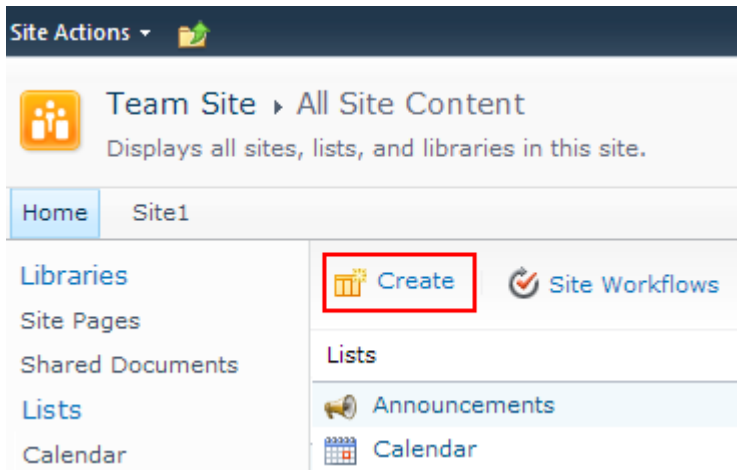 Site Actions
Team Site ▸ All Site Content
Displays all sites, lists, and libraries in this site.
Home Site1
Libraries
Site Pages
Shared Documents
Lists
Calendar
Create Site Workflows
Lists
Announcements
Calendar